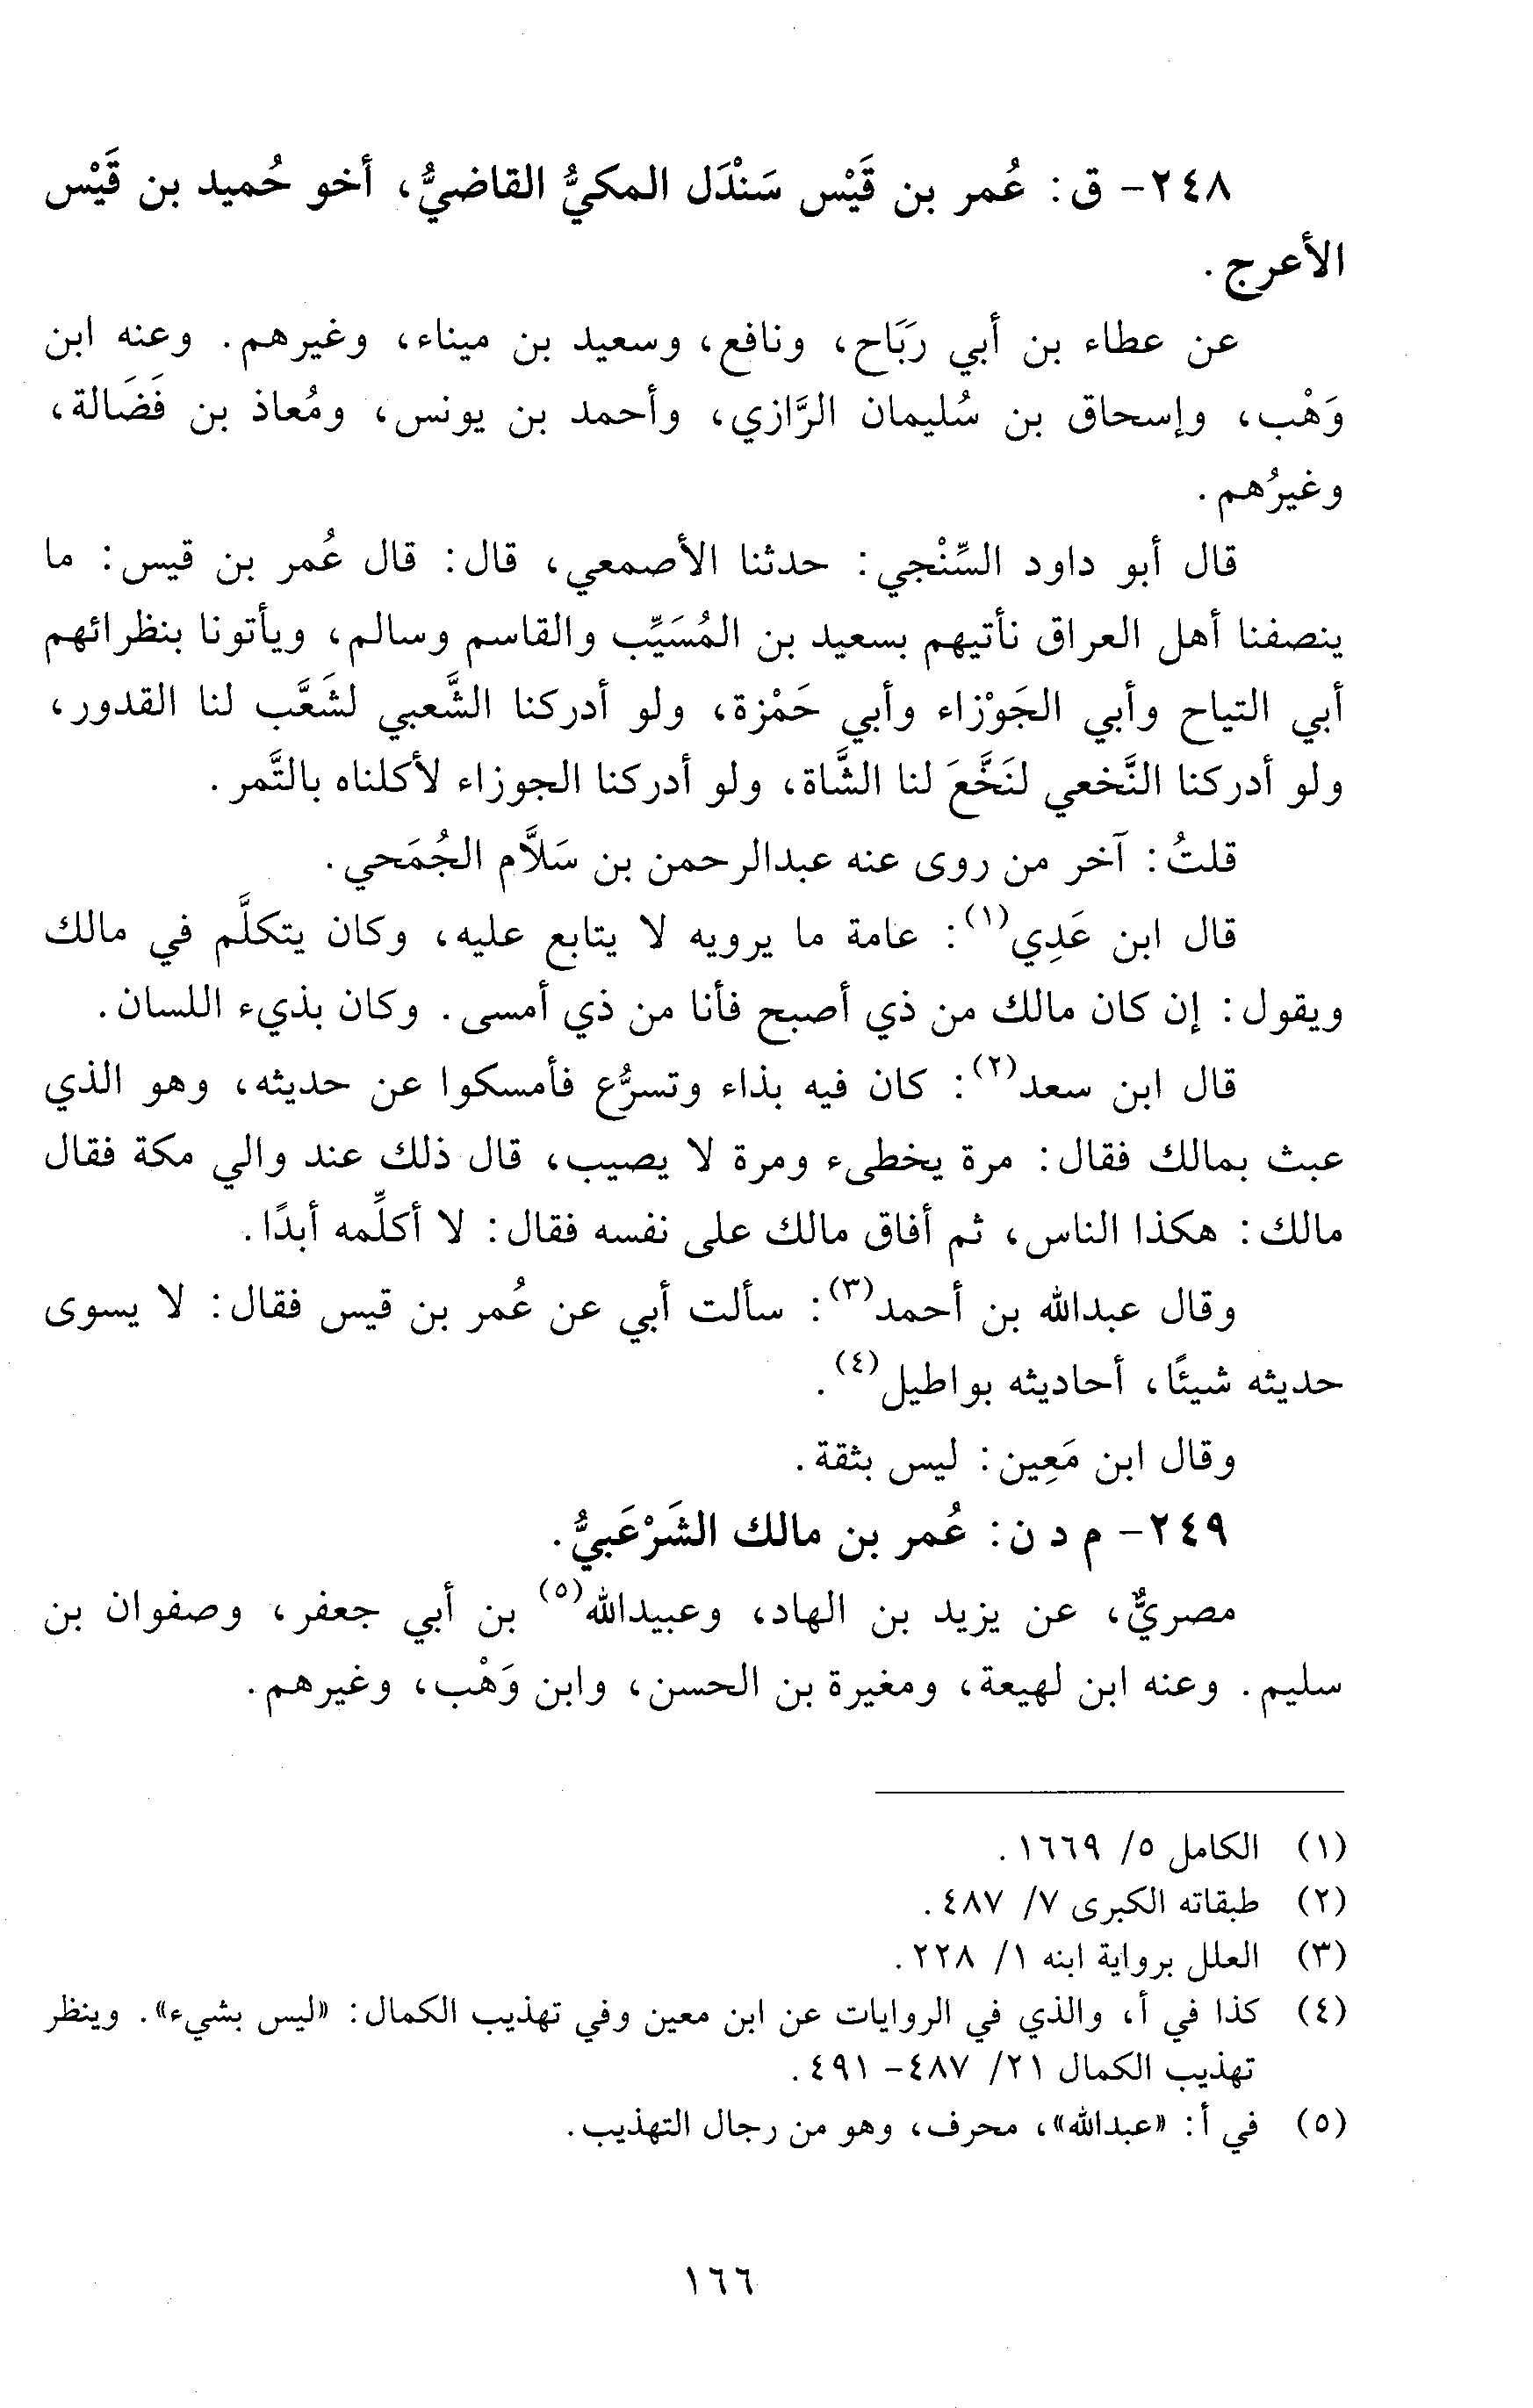 ٢٤٨- ق: عُمر بن قَيْس سَنْدَل المكيُّ القاضيُّ، أخو حُميد بن قَيْس
الأعرج.
عن عطاء بن أبي رَبَاح، ونافع، وسعيد بن ميناء، وغيرهم. وعنه ابن
وَهْب، وإسحاق بن سُليمان الرَّازي، وأحمد بن يونس، ومُعاذ بن فَضَالة،
وغيرُهم.
قال أبو داود السِّنْجي: حدثنا الأصمعي، قال: قال عُمر بن قيس: ما
ينصفنا أهل العراق نأتيهم بسعيد بن المُسَيِّب والقاسم وسالم، ويأتونا بنظرائهم
أبي التياح وأبي الجَوْزاء وأبي حَمْزة، ولو أدركنا الشَّعبي لشَعَّب لنا القدور،
ولو أدركنا النَّخعي لنَخَّعَ لنا الشَّاة، ولو أدركنا الجوزاء لأكلناه بالتَّمر.
قلتُ: آخر من روى عنه عبدالرحمن بن سَلاَّم الجُمَحي.
قال ابن عَدِي(١): عامة ما يرويه لا يتابع عليه، وكان يتكلَّم في مالك
ويقول: إن كان مالك من ذي أصبح فأنا من ذي أمسى. وكان بذيء اللسان.
قال ابن سعد(٢): كان فيه بذاء وتسرُّع فأمسكوا عن حديثه، وهو الذي
عبث بمالك فقال: مرة يخطىء ومرة لا يصيب، قال ذلك عند والي مكة فقال
مالك: هكذا الناس، ثم أفاق مالك على نفسه فقال: لا أكلِّمه أبدًا.
وقال عبدالله بن أحمد(٣): سألت أبي عن عُمر بن قيس فقال: لا يسوى
حديثه شيئًا، أحاديثه بواطيل(٤).
وقال ابن مَعِين: ليس بثقة.
٢٤٩- م د ن: عُمر بن مالك الشَرْعَبيُّ.
مصريٌّ، عن يزيد بن الهاد، وعبيدالله(٥) بن أبي جعفر، وصفوان بن
سليم. وعنه ابن لهيعة، ومغيرة بن الحسن، وابن وَهْب، وغيرهم.
(١) الكامل ٥/ ١٦٦٩.
(٢) طبقاته الكبرى ٧/ ٤٨٧.
(٣) العلل برواية ابنه ١/ ٢٢٨.
(٤) كذا في أ، والذي في الروايات عن ابن معين وفي تهذيب الكمال: «ليس بشيء». وينظر
تهذيب الكمال ٢١/ ٤٨٧- ٤٩١.
(٥) في أ: «عبدالله»، محرف، وهو من رجال التهذيب.
١٦٦